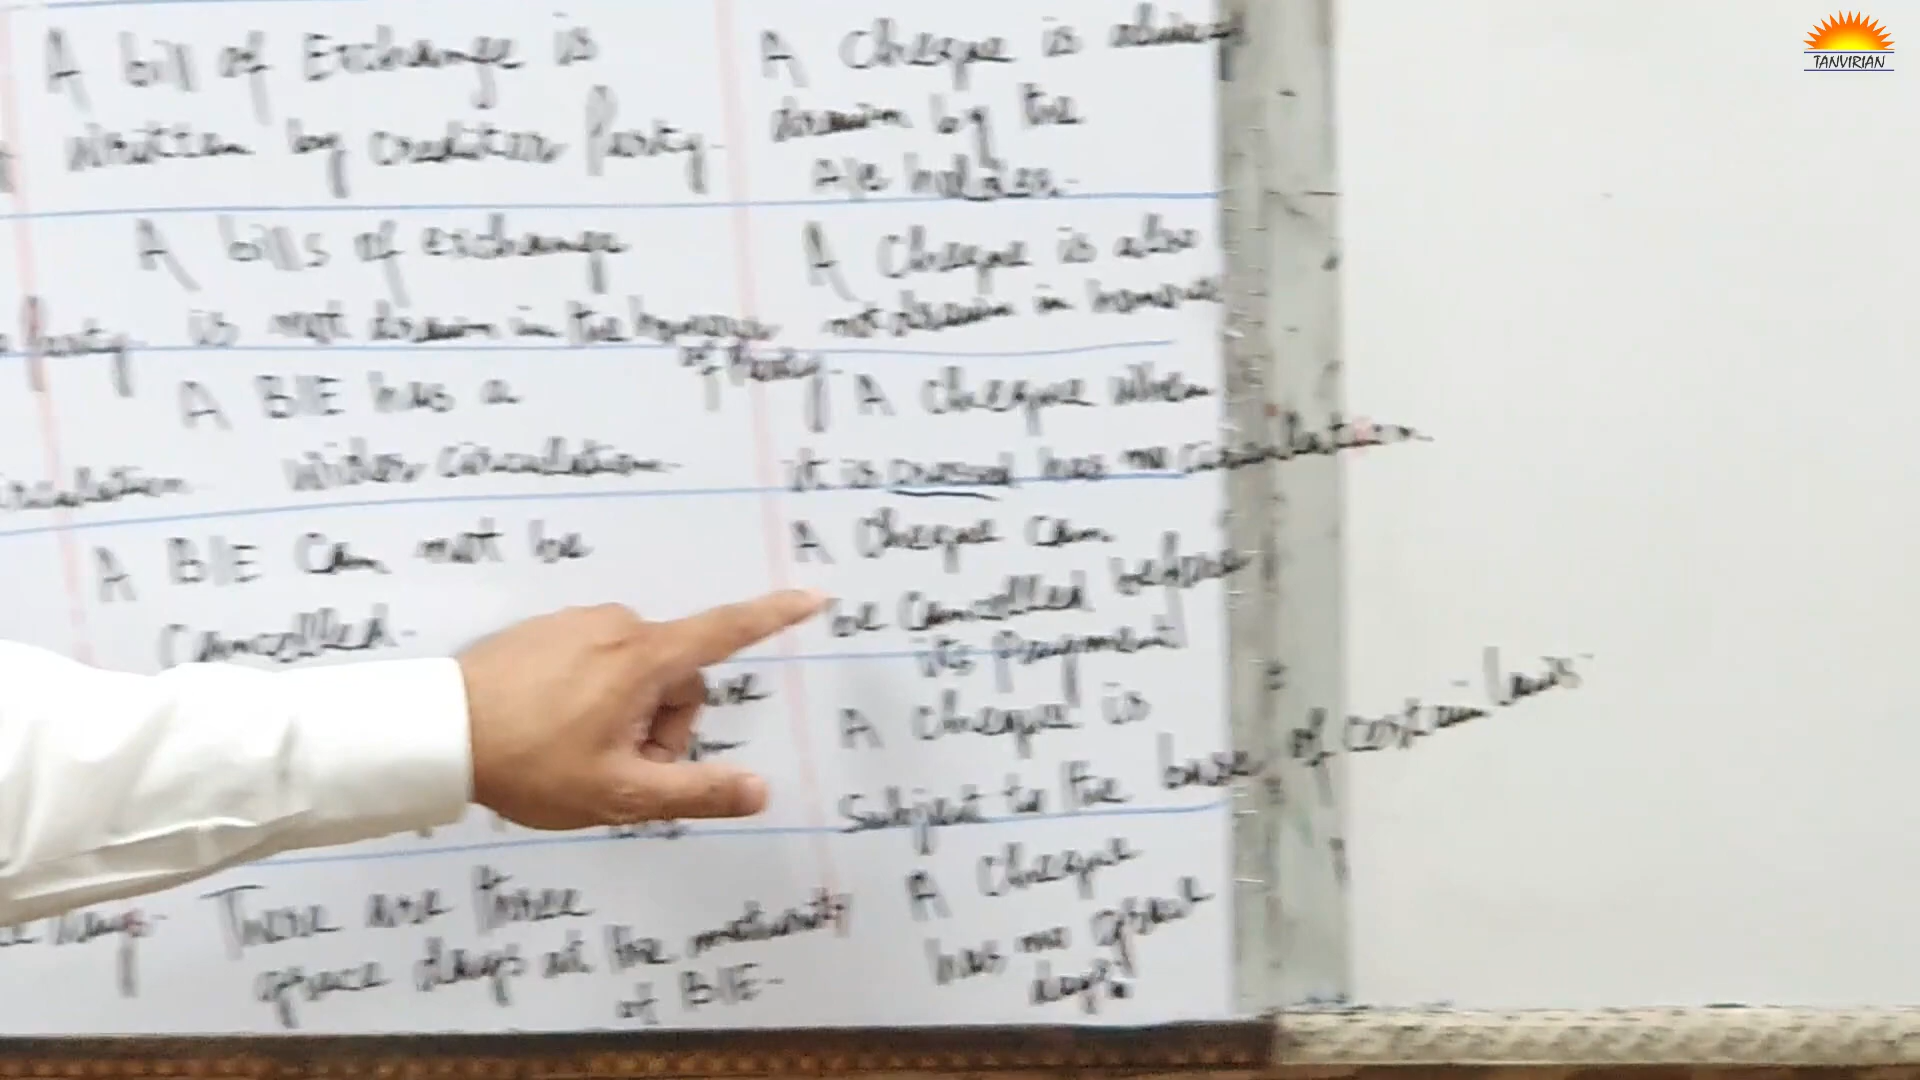 TANVIRIAN
A bill of Exchange is
written by creditor Party.
A Cheque is always
drawn by the
A/c holder.
Party.
A bills of exchange
is not drawn in the honour
of Party.
A Cheque is also
not drawn in honour
circulation.
A B/E has a
wider circulation.
A Cheque when
it is crossed has no circulation.
A B/E Can not be
Cancelled.
A Cheque can
be Cancelled before
its Payment
A cheque is
Subject to the base of certain laws.
There are three
grace days at the maturity
of B/E.
A Cheque
has no grace
days.